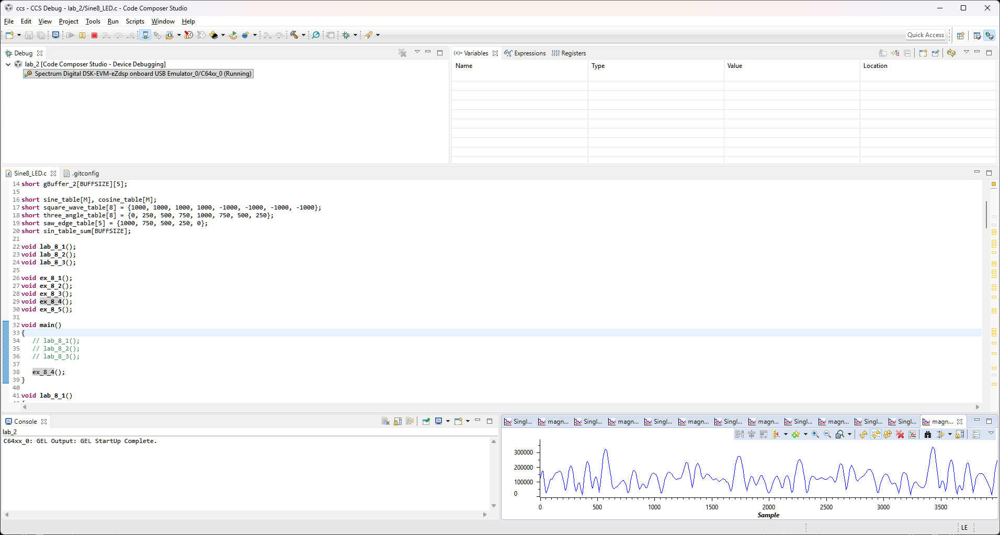 ccs - CCS Debug - lab_2/Sine8_LED.c - Code Composer Studio
File Edit View Project Tools Run Scripts Window Help
Quick Access
Debug
lab_2 [Code Composer Studio - Device Debugging]
Spectrum Digital DSK-EVM-eZdsp onboard USB Emulator_0/C64xx_0 (Running)
(x)= Variables Expressions 1010 0101 Registers
Name Type Value Location
Sine8_LED.c .gitconfig
14 short gBuffer_2[BUFFSIZE][5];
15
16 short sine_table[M], cosine_table[M];
17 short square_wave_table[8] = {1000, 1000, 1000, 1000, -1000, -1000, -1000, -1000};
18 short three_angle_table[8] = {0, 250, 500, 750, 1000, 750, 500, 250};
19 short saw_edge_table[5] = {1000, 750, 500, 250, 0};
20 short sin_table_sum[BUFFSIZE];
21
22 void lab_8_1();
23 void lab_8_2();
24 void lab_8_3();
25
26 void ex_8_1();
27 void ex_8_2();
28 void ex_8_3();
29 void ex_8_4();
30 void ex_8_5();
31
32 void main()
33 {
34 // lab_8_1();
35 // lab_8_2();
36 // lab_8_3();
37
38 ex_8_4();
39 }
40
41 void lab_8_1()
Console
lab_2
C64xx_0: GEL Output: GEL StartUp Complete.
Singl... magn... Singl... magn... Singl... magn... Singl... magn... Singl... magn... Singl... Singl... magn...
300000
200000
100000
0
0 500 1000 1500 2000 2500 3000 3500
Sample
LE